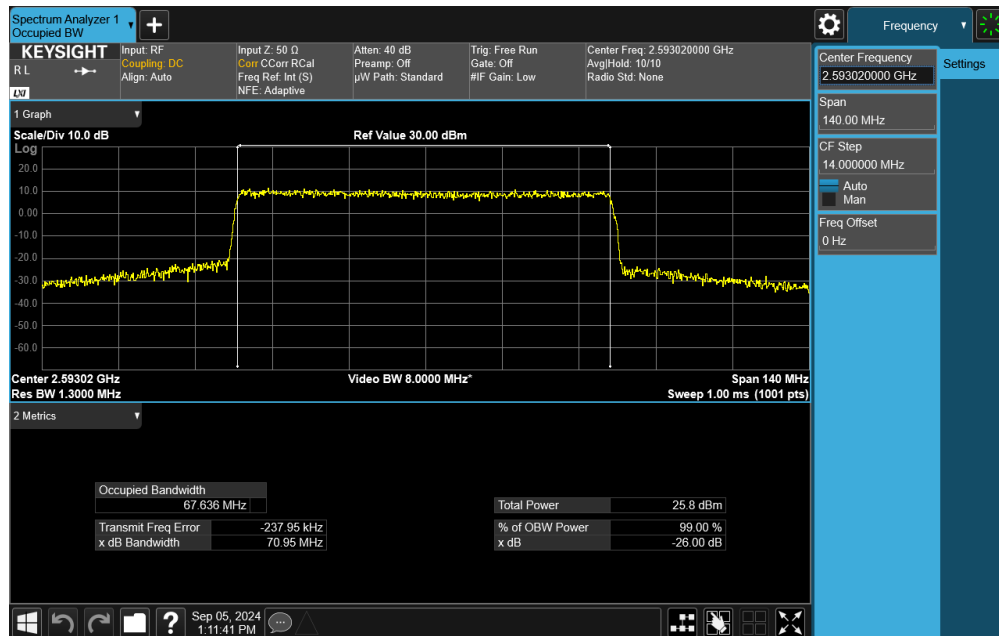 Spectrum Analyzer 1
Occupied BW
Frequency
KEYSIGHT
R L
LXI
Input: RF
Coupling: DC
Align: Auto
Input Z: 50 Ω
Corr CCorr RCal
Freq Ref: Int (S)
NFE: Adaptive
Atten: 40 dB
Preamp: Off
µW Path: Standard
Trig: Free Run
Gate: Off
#IF Gain: Low
Center Freq: 2.593020000 GHz
Avg|Hold: 10/10
Radio Std: None
Center Frequency
2.593020000 GHz
Settings
Span
140.00 MHz
CF Step
14.000000 MHz
Auto
Man
Freq Offset
0 Hz
1 Graph
Scale/Div 10.0 dB
Ref Value 30.00 dBm
Log
20.0
10.0
0.00
-10.0
-20.0
-30.0
-40.0
-50.0
-60.0
Center 2.59302 GHz
Video BW 8.0000 MHz*
Span 140 MHz
Res BW 1.3000 MHz
Sweep 1.00 ms (1001 pts)
2 Metrics
Occupied Bandwidth
67.636 MHz
Total Power 25.8 dBm
Transmit Freq Error -237.95 kHz
% of OBW Power 99.00 %
x dB Bandwidth 70.95 MHz
x dB -26.00 dB
Sep 05, 2024
1:11:41 PM